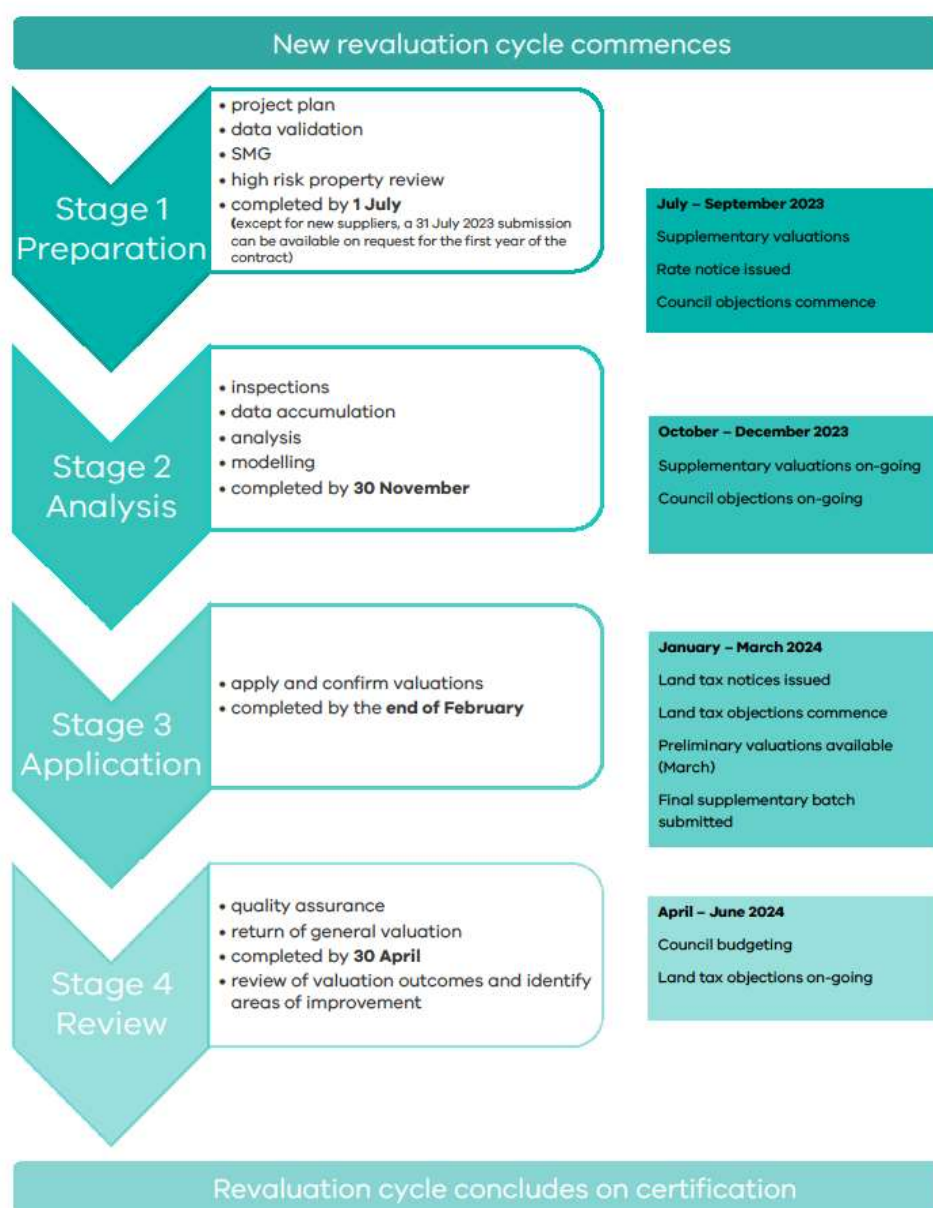 New revaluation cycle commences
Stage 1
Preparation
• project plan
• data validation
• SMG
• high risk property review
• completed by 1 July
(except for new suppliers, a 31 July 2023 submission
can be available on request for the first year of the
contract)
July – September 2023
Supplementary valuations
Rate notice issued
Council objections commence
Stage 2
Analysis
• inspections
• data accumulation
• analysis
• modelling
• completed by 30 November
October – December 2023
Supplementary valuations on-going
Council objections on-going
Stage 3
Application
• apply and confirm valuations
• completed by the end of February
January – March 2024
Land tax notices issued
Land tax objections commence
Preliminary valuations available
(March)
Final supplementary batch
submitted
Stage 4
Review
• quality assurance
• return of general valuation
• completed by 30 April
• review of valuation outcomes and identify
areas of improvement
April – June 2024
Council budgeting
Land tax objections on-going
Revaluation cycle concludes on certification